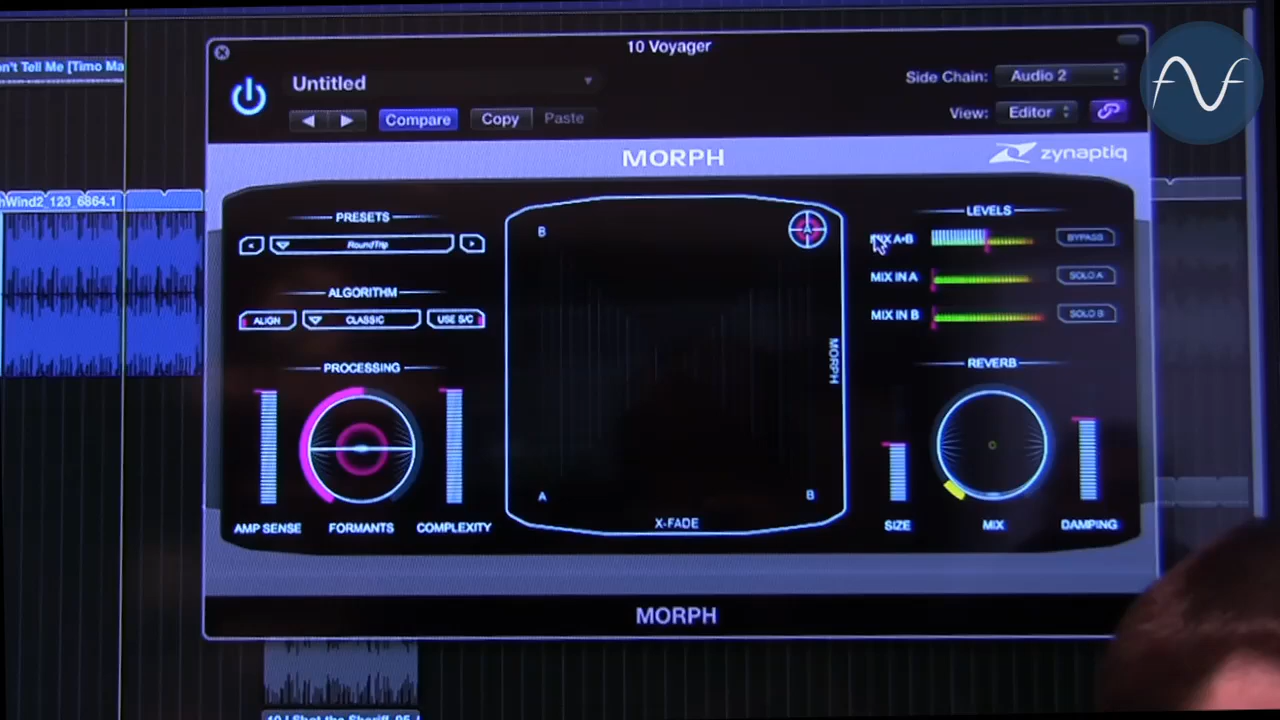 10 Voyager
n't Tell Me [Timo Ma
Untitled
Side Chain: Audio 2
Compare Copy Paste
View: Editor
MORPH
zynaptiq
hWind2_123_6864.1
PRESETS
RoundTrip
ALGORITHM
ALIGN CLASSIC USE S/C
PROCESSING
AMP SENSE FORMANTS COMPLEXITY
B
A
MORPH
A B
X-FADE
LEVELS
MIX A+B BYPASS
MIX IN A SOLO A
MIX IN B SOLO B
REVERB
SIZE MIX DAMPING
MORPH